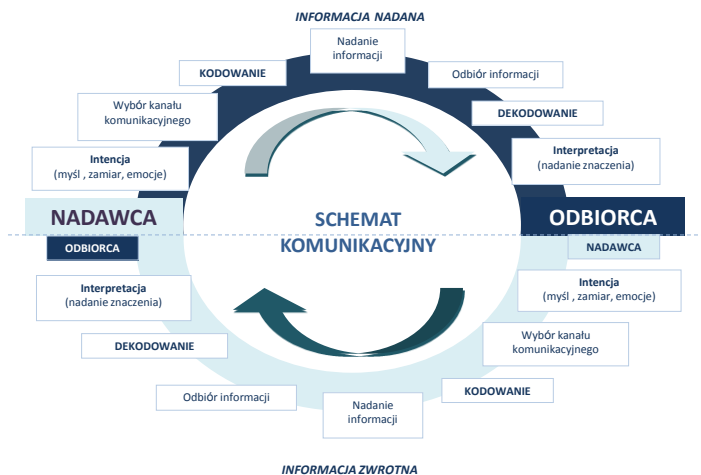 INFORMACJA NADANA
Nadanie
informacji
KODOWANIE
Odbiór informacji
Wybór kanału
komunikacyjnego
DEKODOWANIE
Intencja
(myśl , zamiar, emocje)
Interpretacja
(nadanie znaczenia)
NADAWCA
SCHEMAT
KOMUNIKACYJNY
ODBIORCA
ODBIORCA
NADAWCA
Interpretacja
(nadanie znaczenia)
Intencja
(myśl , zamiar, emocje)
DEKODOWANIE
Wybór kanału
komunikacyjnego
Odbiór informacji
Nadanie
informacji
KODOWANIE
INFORMACJA ZWROTNA